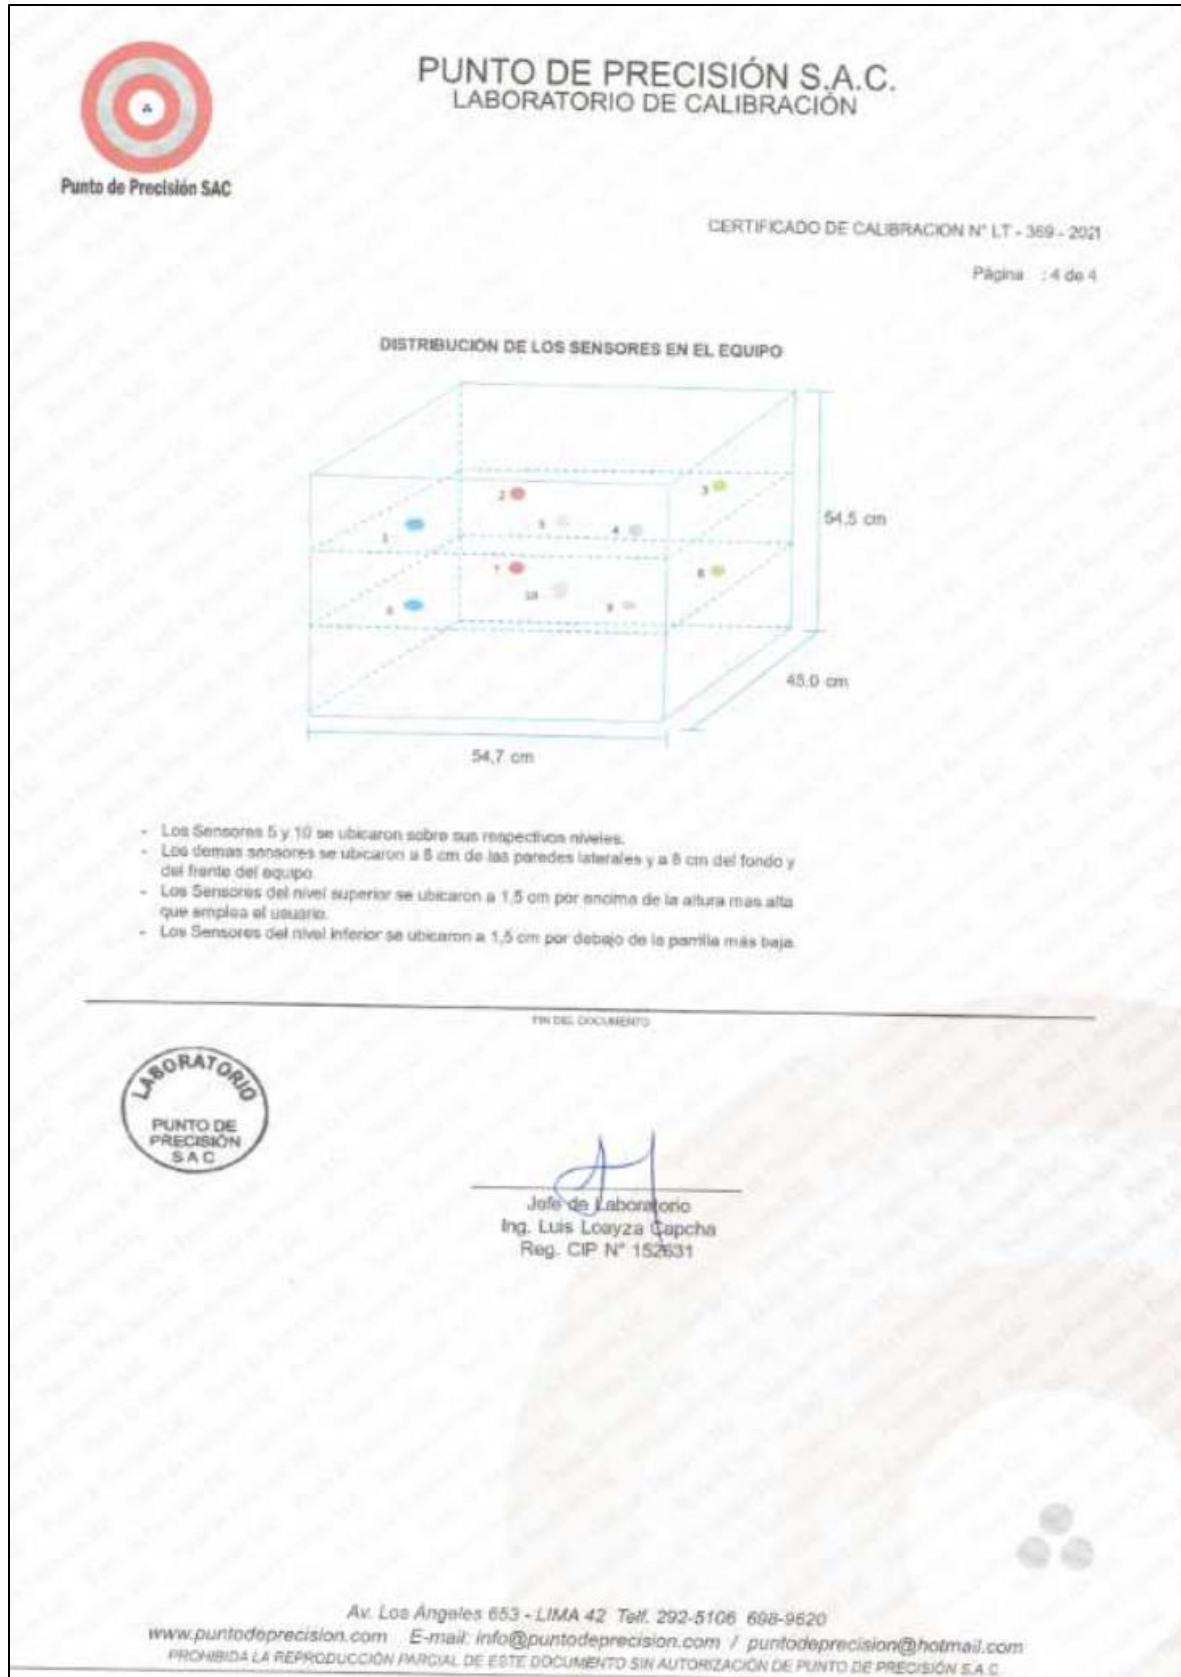 PUNTO DE PRECISIÓN S.A.C.
LABORATORIO DE CALIBRACIÓN
Punto de Precisión SAC
CERTIFICADO DE CALIBRACION N° LT - 369 - 2021
Página : 4 de 4
DISTRIBUCIÓN DE LOS SENSORES EN EL EQUIPO
2
3
1
5
4
54,5 cm
7
8
10
6
9
45,0 cm
54,7 cm
- Los Sensores 5 y 10 se ubicaron sobre sus respectivos niveles.
- Los demas sensores se ubicaron a 8 cm de las paredes laterales y a 8 cm del fondo y
del frente del equipo.
- Los Sensores del nivel superior se ubicaron a 1,5 cm por encima de la altura mas alta
que emplea el usuario.
- Los Sensores del nivel inferior se ubicaron a 1,5 cm por debajo de la parrilla más baja.
FIN DEL DOCUMENTO
LABORATORIO
PUNTO DE
PRECISIÓN
S A C
Jefe de Laboratorio
Ing. Luis Loayza Capcha
Reg. CIP N° 152631
Av. Los Ángeles 653 - LIMA 42 Telf. 292-5106 698-9620
www.puntodeprecision.com E-mail: info@puntodeprecision.com / puntodeprecision@hotmail.com
PROHIBIDA LA REPRODUCCIÓN PARCIAL DE ESTE DOCUMENTO SIN AUTORIZACIÓN DE PUNTO DE PRECISIÓN S.A.C.